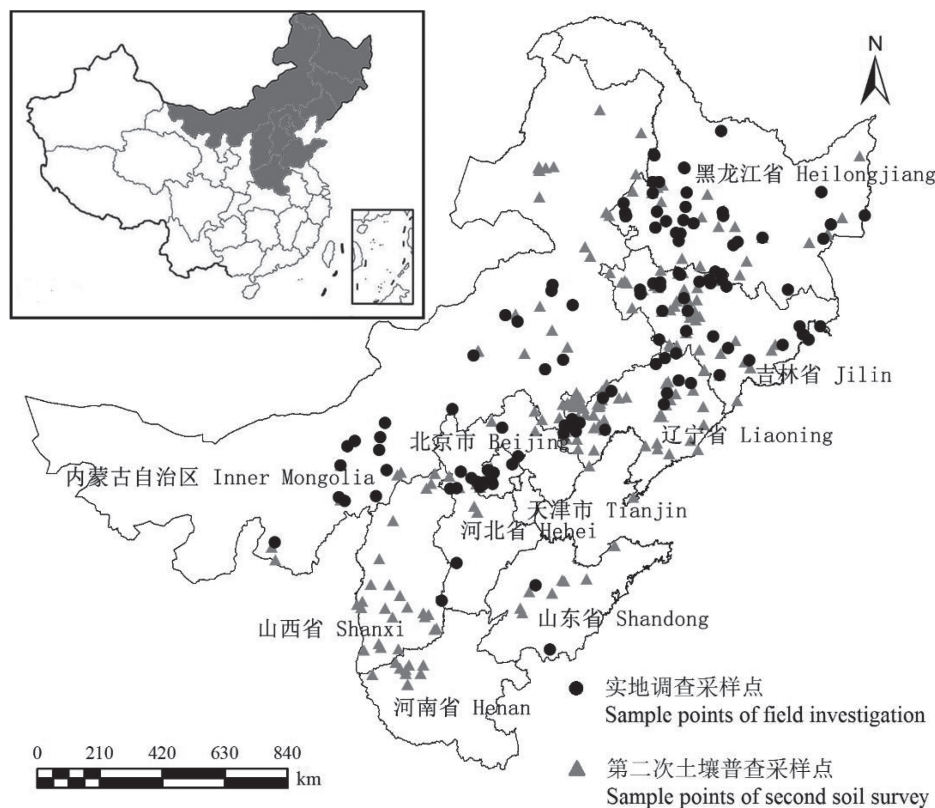 N
黑龙江省 Heilongjiang
吉林省 Jilin
辽宁省 Liaoning
北京市 Beijing
内蒙古自治区 Inner Mongolia
天津市 Tianjin
河北省 Hebei
山西省 Shanxi
山东省 Shandong
河南省 Henan
实地调查采样点
Sample points of field investigation
第二次土壤普查采样点
Sample points of second soil survey
0 210 420 630 840
km